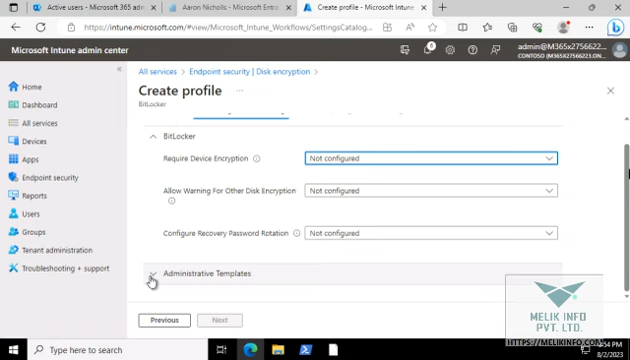 Active users - Microsoft 365 ad
Aaron Nicholls - Microsoft Entr
Create profile - Microsoft Intune
https://intune.microsoft.com/#view/Microsoft_Intune_Workflows/SettingsCatalog
Microsoft Intune admin center
6
admin@M365x2756622
CONTOSO (M365X27566223.ON
Home
Dashboard
All services
Devices
Apps
Endpoint security
Reports
Users
Groups
Tenant administration
Troubleshooting + support
All services > Endpoint security | Disk encryption >
Create profile ...
BitLocker
BitLocker
Require Device Encryption
Not configured
Allow Warning For Other Disk Encryption
Not configured
Configure Recovery Password Rotation
Not configured
Administrative Templates
Previous
Next
MELIK INFO
PVT. LTD.
HTTPS://MELIKINFO.COM/
Type here to search
8/2/2023